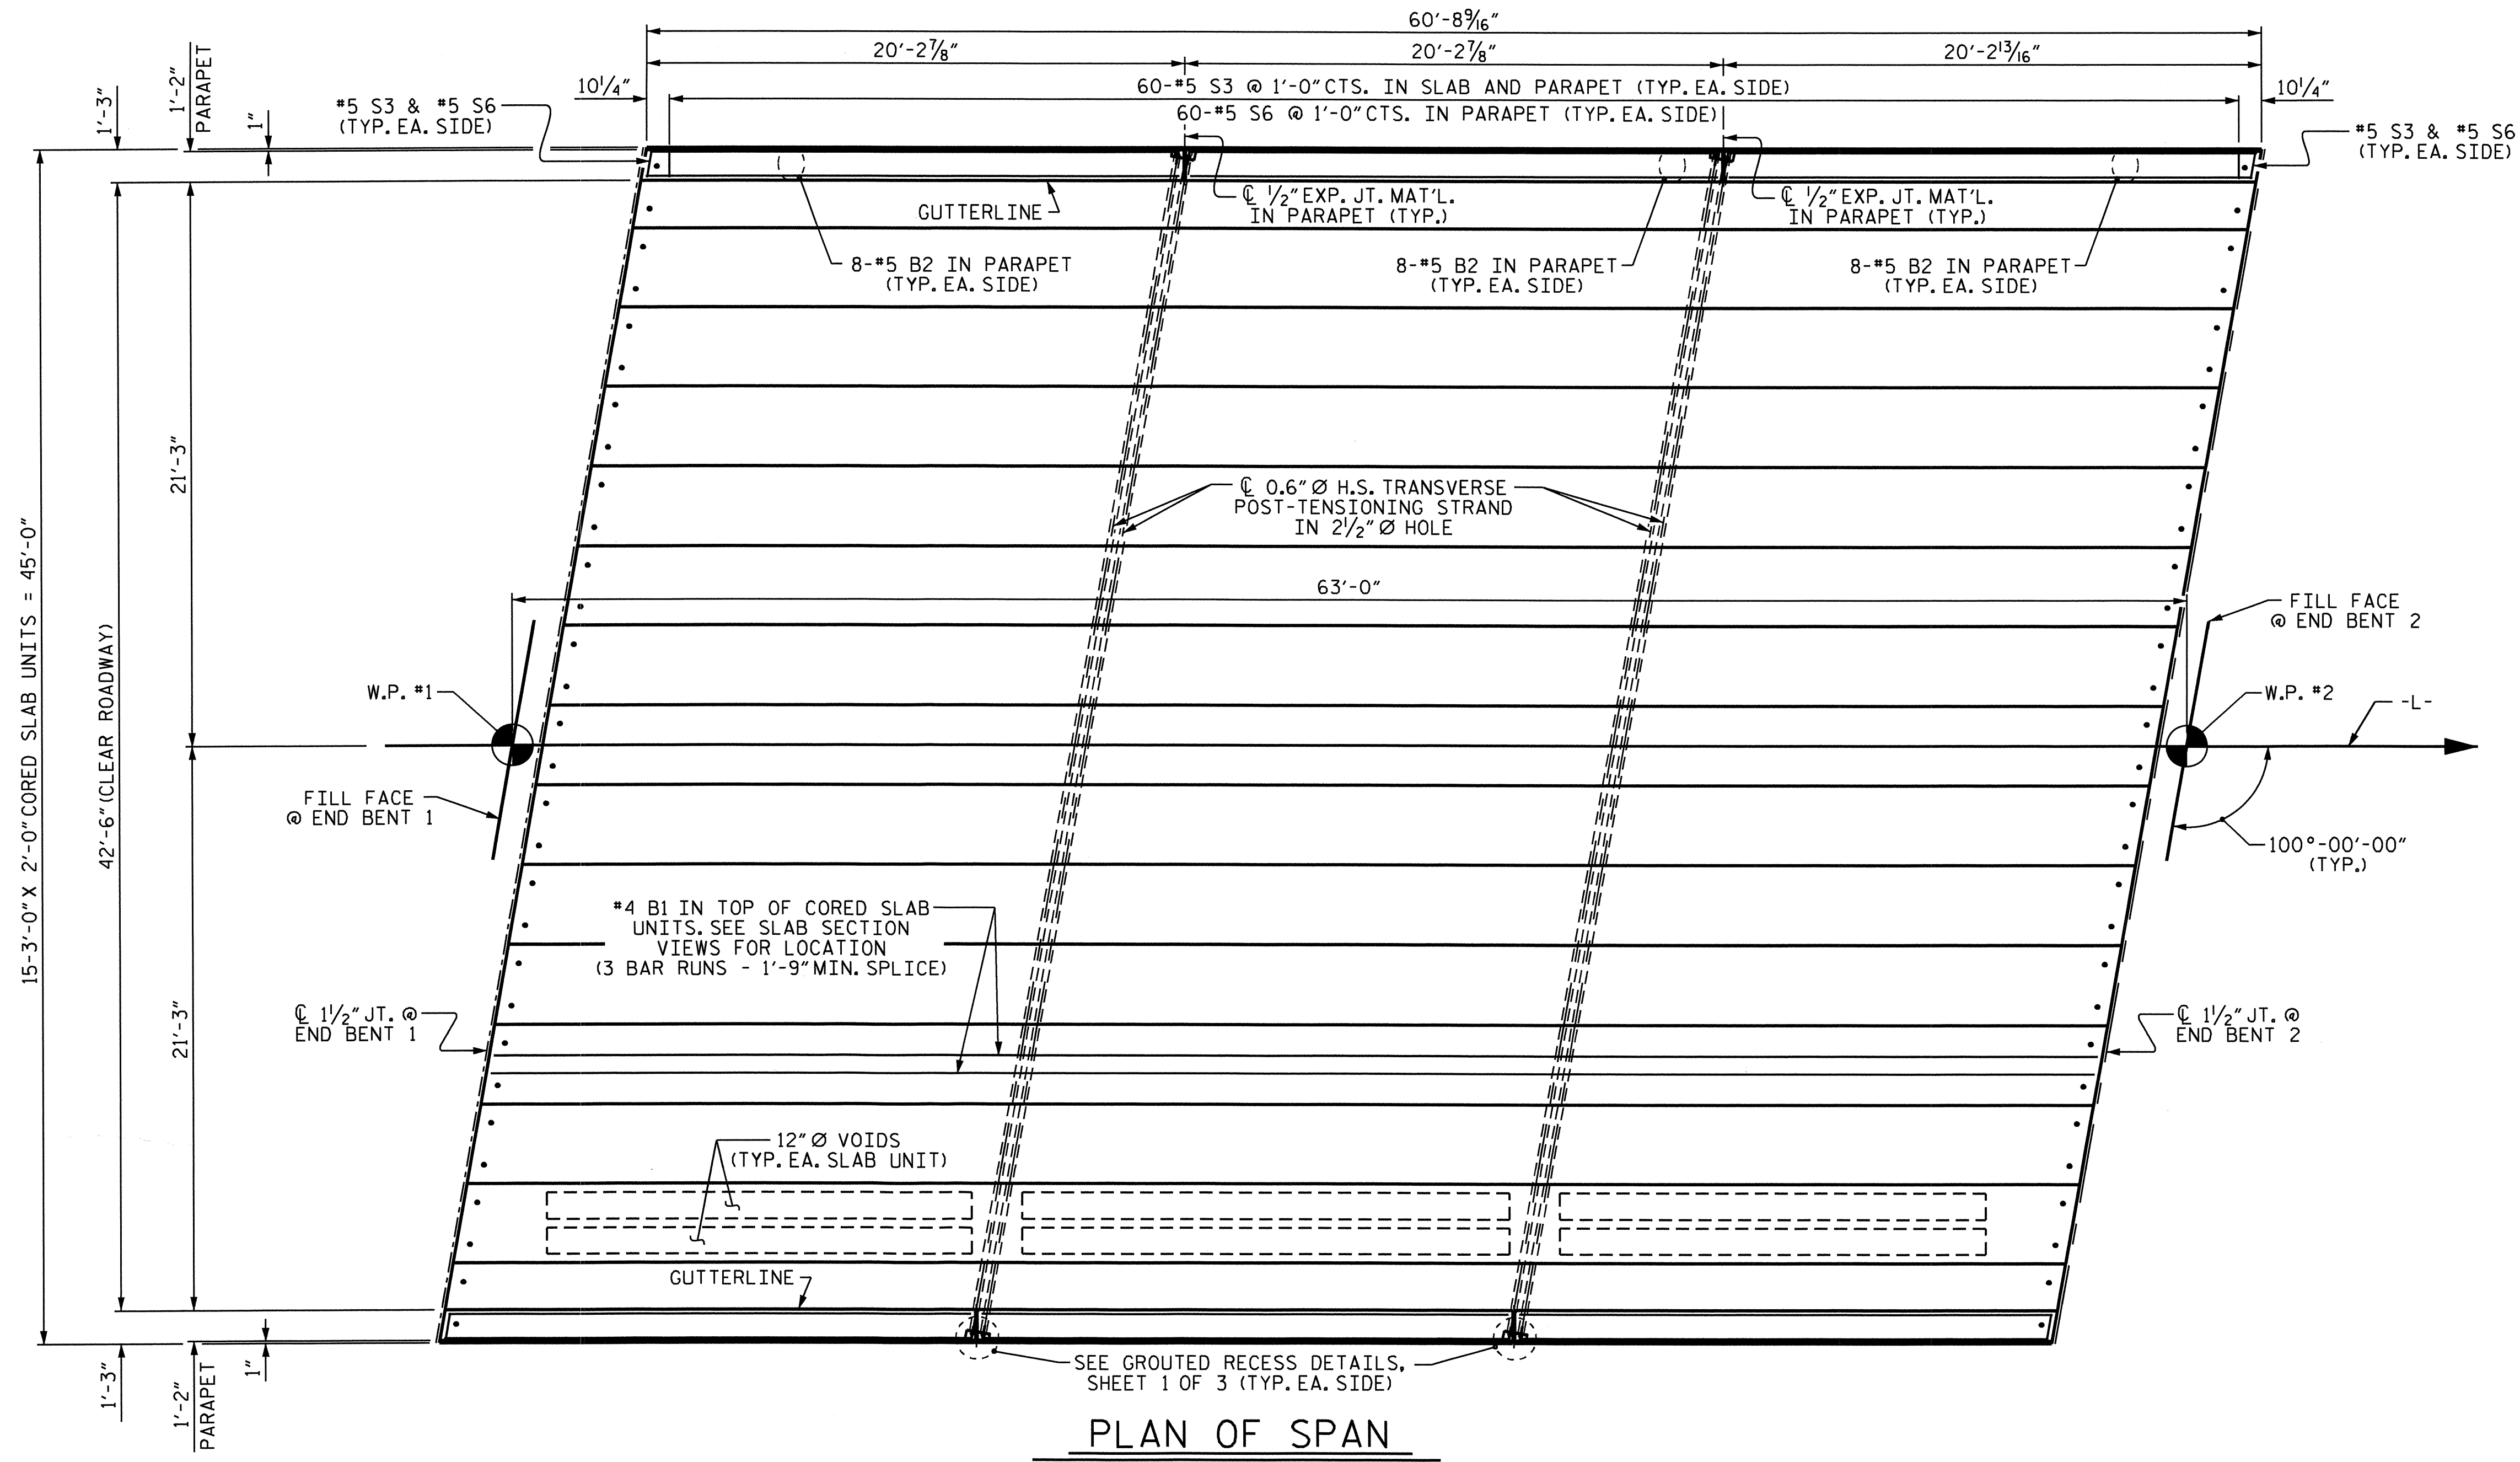 60'-8 9/16"
20'-2 7/8"
20'-2 7/8"
20'-2 13/16"
10 1/4"
60-#5 S3 @ 1'-0" CTS. IN SLAB AND PARAPET (TYP. EA. SIDE)
10 1/4"
60-#5 S6 @ 1'-0" CTS. IN PARAPET (TYP. EA. SIDE)
1'-3"
1'-2"
PARAPET
1"
#5 S3 & #5 S6
(TYP. EA. SIDE)
#5 S3 & #5 S6
(TYP. EA. SIDE)
GUTTERLINE
℄ 1/2" EXP. JT. MAT'L.
IN PARAPET (TYP.)
℄ 1/2" EXP. JT. MAT'L.
IN PARAPET (TYP.)
8-#5 B2 IN PARAPET
(TYP. EA. SIDE)
8-#5 B2 IN PARAPET
(TYP. EA. SIDE)
8-#5 B2 IN PARAPET
(TYP. EA. SIDE)
21'-3"
℄ 0.6" Ø H.S. TRANSVERSE
POST-TENSIONING STRAND
IN 2 1/2" Ø HOLE
63'-0"
15-3'-0" X 2'-0" CORED SLAB UNITS = 45'-0"
42'-6" (CLEAR ROADWAY)
FILL FACE
@ END BENT 2
W.P. #1
W.P. #2
-L-
FILL FACE
@ END BENT 1
100°-00'-00"
(TYP.)
#4 B1 IN TOP OF CORED SLAB
UNITS. SEE SLAB SECTION
VIEWS FOR LOCATION
(3 BAR RUNS - 1'-9" MIN. SPLICE)
21'-3"
℄ 1 1/2" JT. @
END BENT 1
℄ 1 1/2" JT. @
END BENT 2
12" Ø VOIDS
(TYP. EA. SLAB UNIT)
GUTTERLINE
1'-3"
1'-2"
PARAPET
1"
SEE GROUTED RECESS DETAILS,
SHEET 1 OF 3 (TYP. EA. SIDE)
PLAN OF SPAN